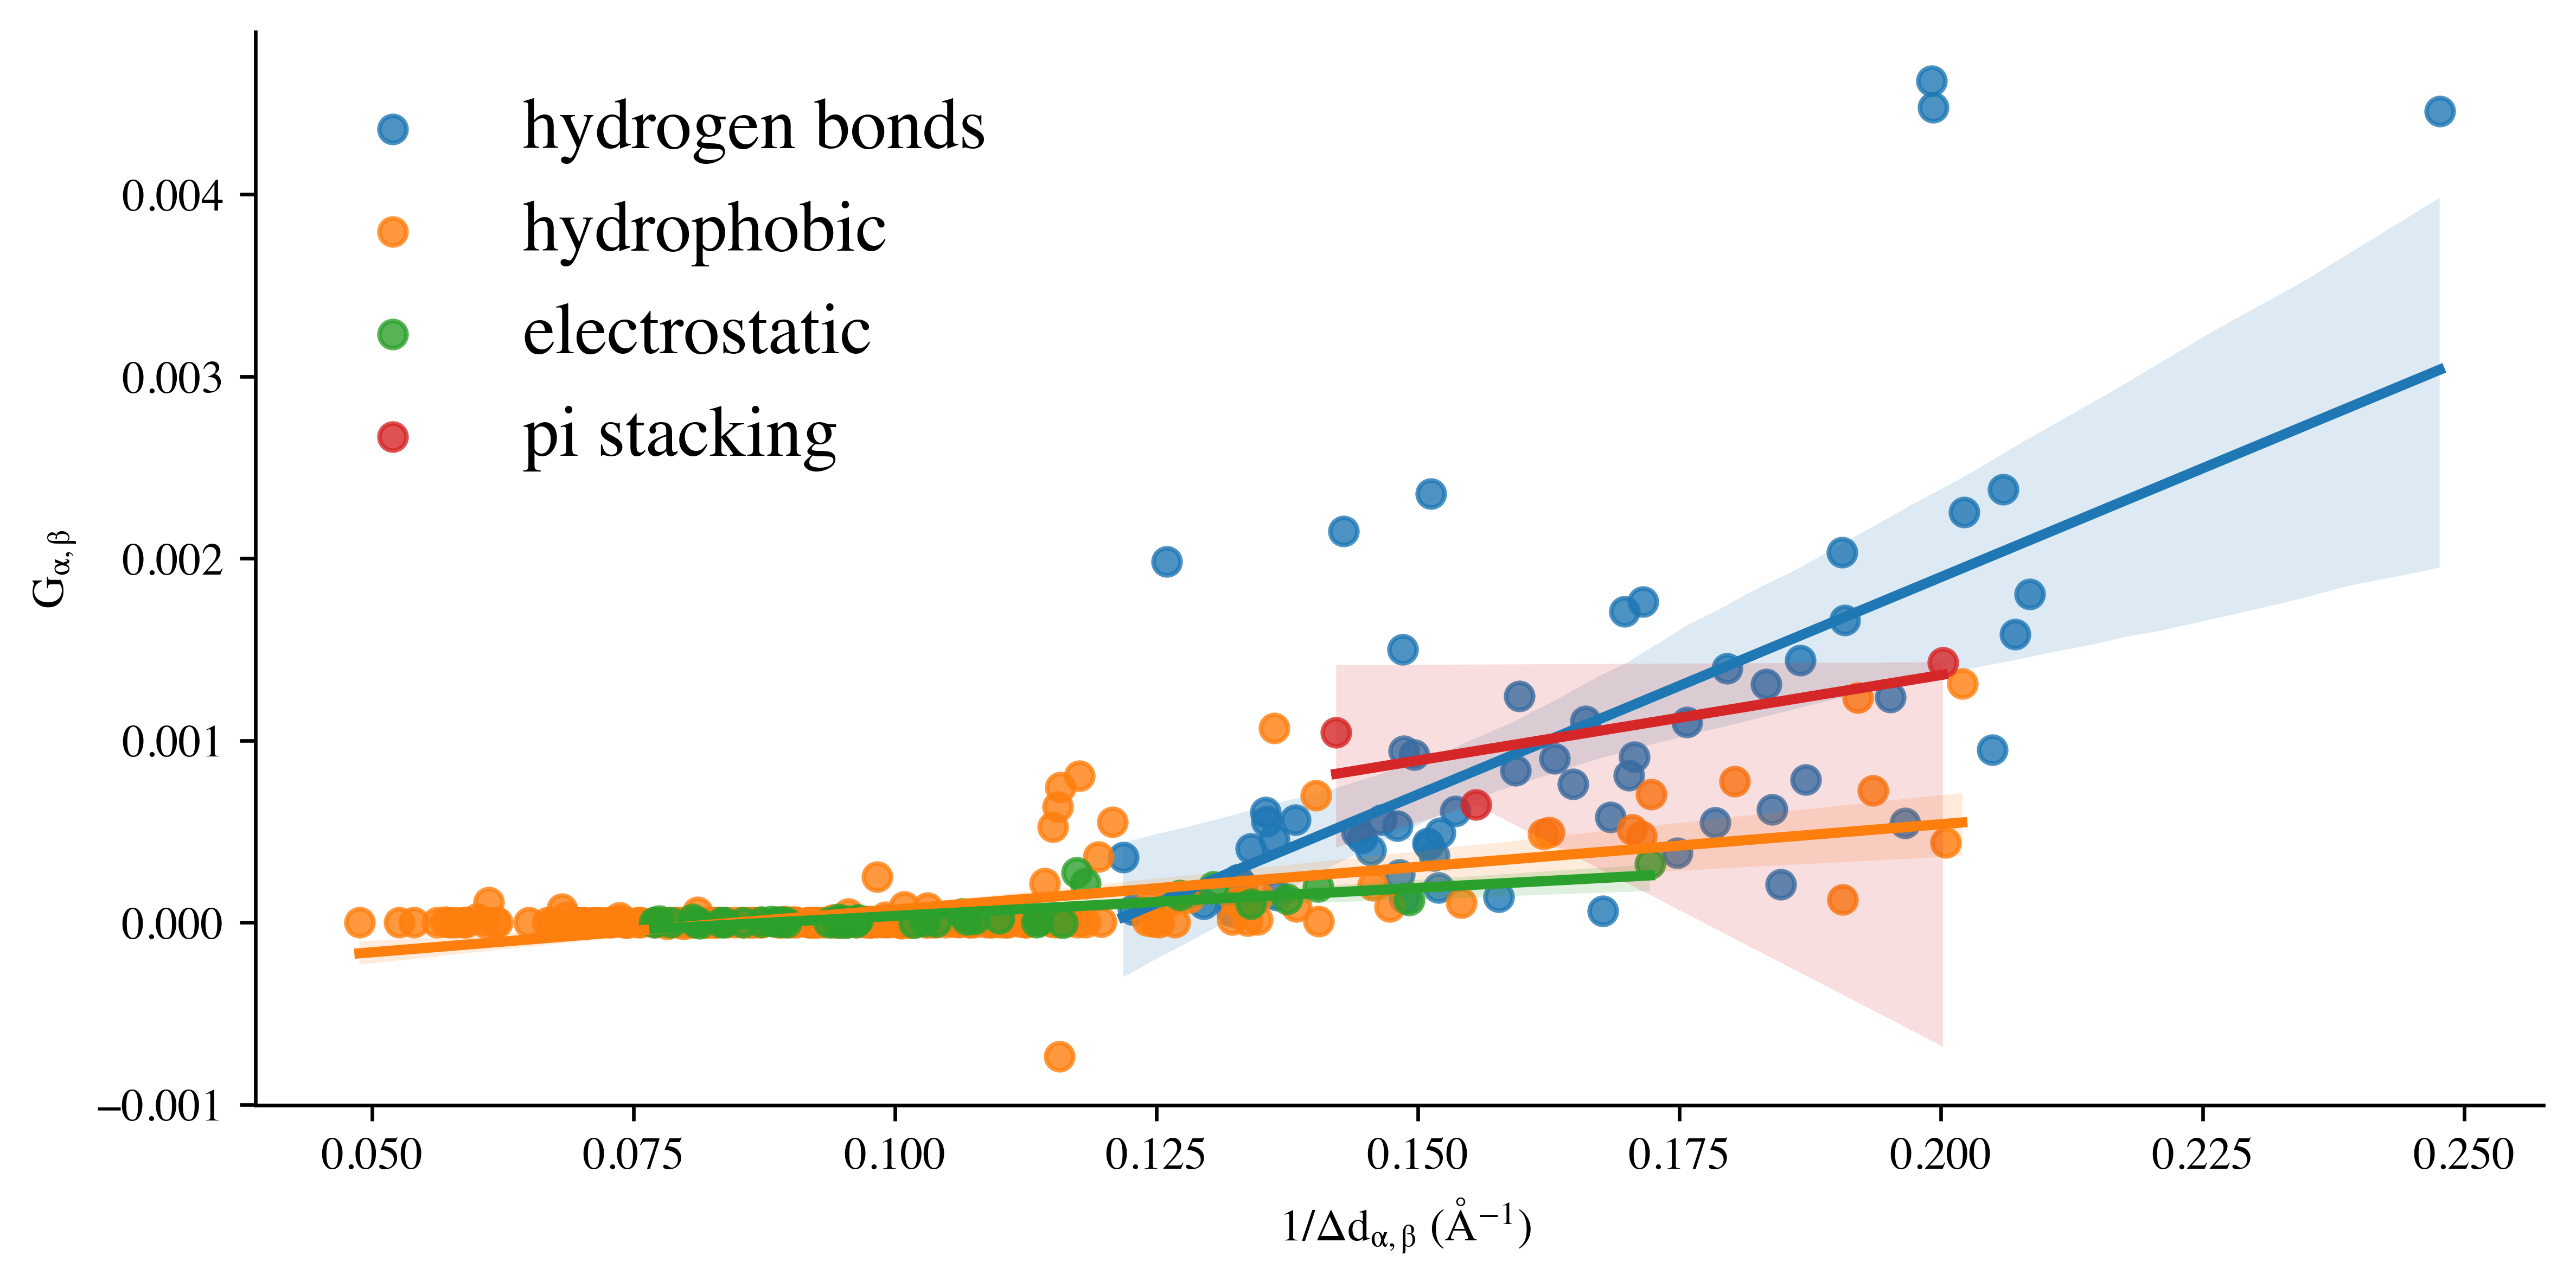 hydrogen bonds
hydrophobic
electrostatic
pi stacking
0.004
0.003
0.002
0.001
0.000
−0.001
Gα,β
0.050 0.075 0.100 0.125 0.150 0.175 0.200 0.225 0.250
1/Δdα,β (Å⁻¹)